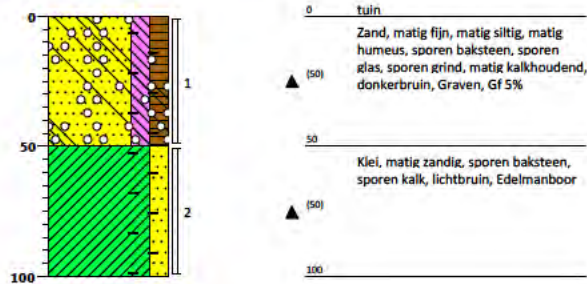 0
50
100
1
2
0 tuin
Zand, matig fijn, matig siltig, matig
humeus, sporen baksteen, sporen
glas, sporen grind, matig kalkhoudend,
donkerbruin, Graven, Gf 5%
(50)
50
Klei, matig zandig, sporen baksteen,
sporen kalk, lichtbruin, Edelmanboor
(50)
100